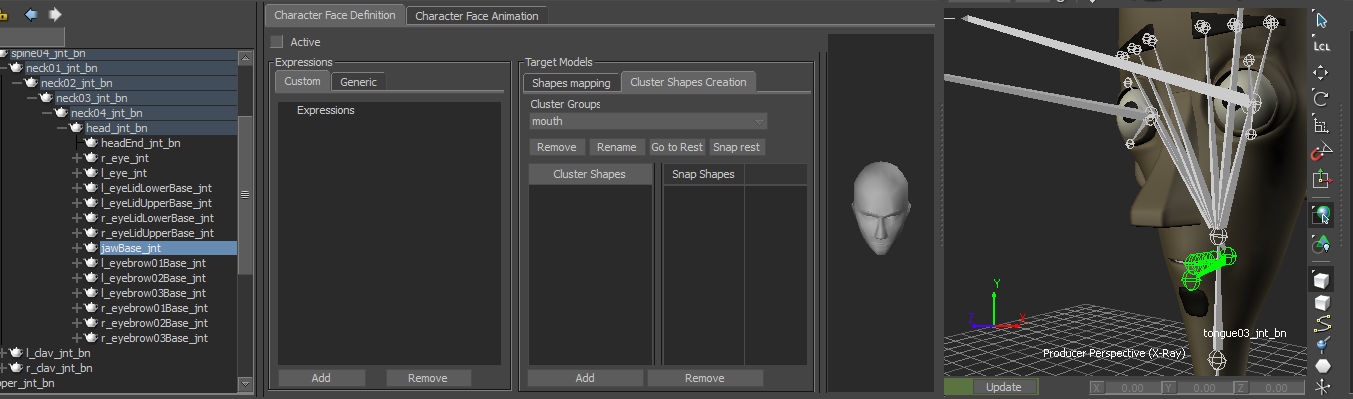 spine04_jnt_bn
neck01_jnt_bn
neck02_jnt_bn
neck03_jnt_bn
neck04_jnt_bn
head_jnt_bn
headEnd_jnt_bn
r_eye_jnt
l_eye_jnt
l_eyeLidLowerBase_jnt
l_eyeLidUpperBase_jnt
r_eyeLidLowerBase_jnt
r_eyeLidUpperBase_jnt
jawBase_jnt
l_eyebrow01Base_jnt
l_eyebrow02Base_jnt
l_eyebrow03Base_jnt
r_eyebrow01Base_jnt
r_eyebrow02Base_jnt
r_eyebrow03Base_jnt
l_clav_jnt_bn
r_clav_jnt_bn
pper_jnt_bn
Character Face Definition Character Face Animation
Active
Expressions
Custom Generic
Expressions
Add Remove
Target Models
Shapes mapping Cluster Shapes Creation
Cluster Groups
mouth
Remove Rename Go to Rest Snap rest
Cluster Shapes Snap Shapes
Add Remove
Y
Z X
tongue03_jnt_bn
Producer Perspective (X-Ray)
Update X 0.00 Y 0.00 Z 0.00
LCL